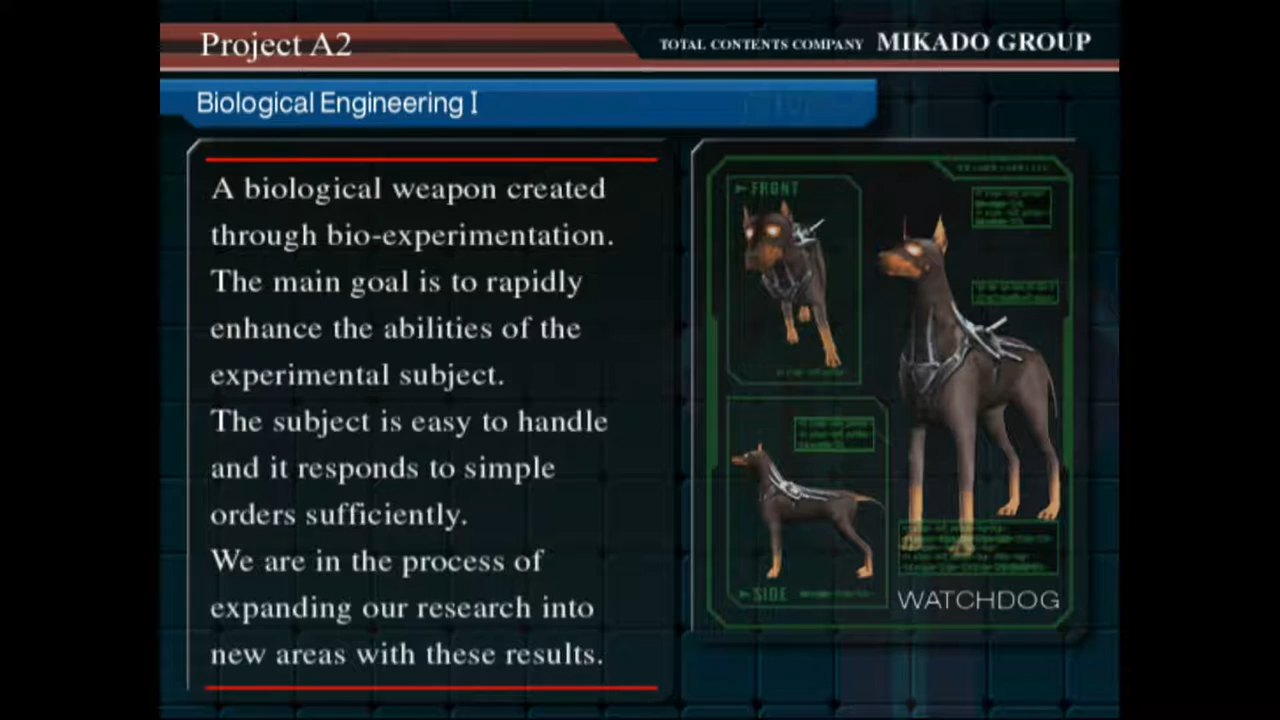 Project A2
TOTAL CONTENTS COMPANY MIKADO GROUP
Biological Engineering I
A biological weapon created
through bio-experimentation.
The main goal is to rapidly
enhance the abilities of the
experimental subject.
The subject is easy to handle
and it responds to simple
orders sufficiently.
We are in the process of
expanding our research into
new areas with these results.
FRONT
SIDE
WATCHDOG